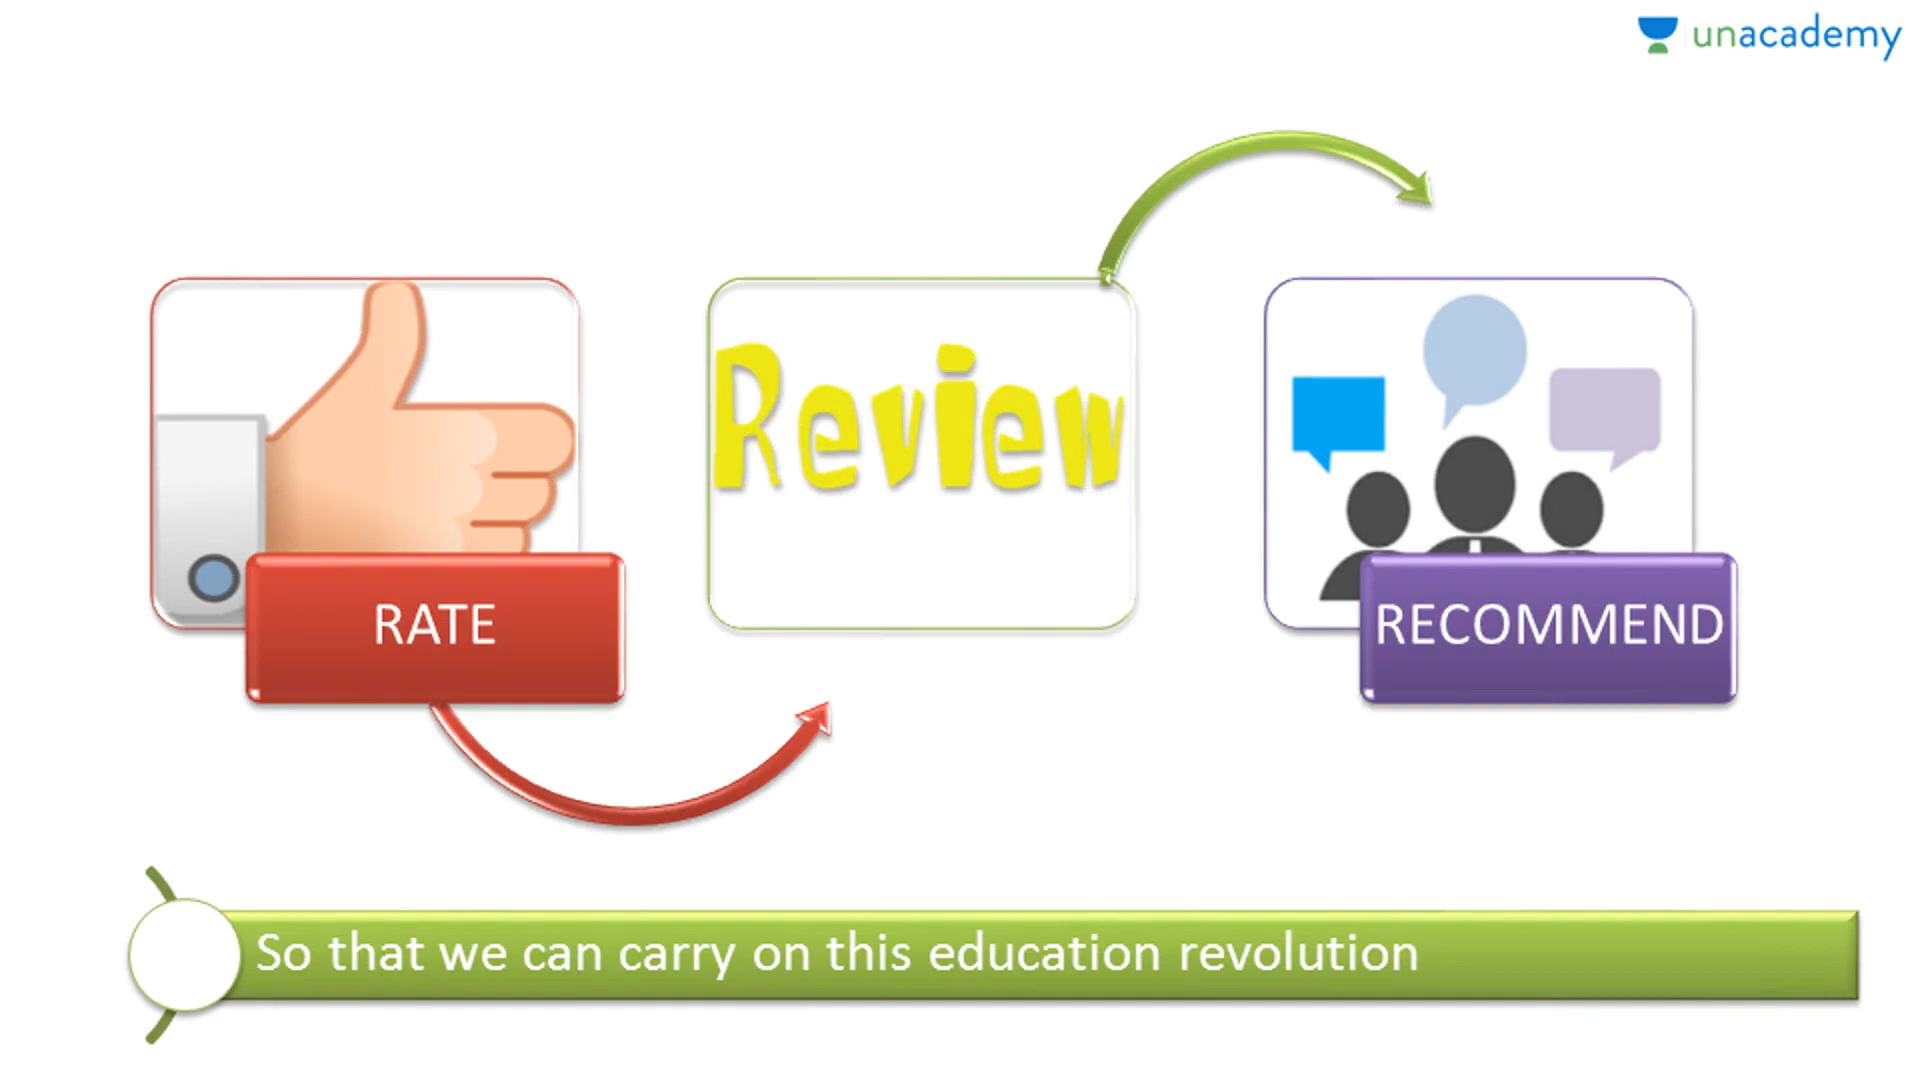 unacademy
Review
RATE
RECOMMEND
So that we can carry on this education revolution